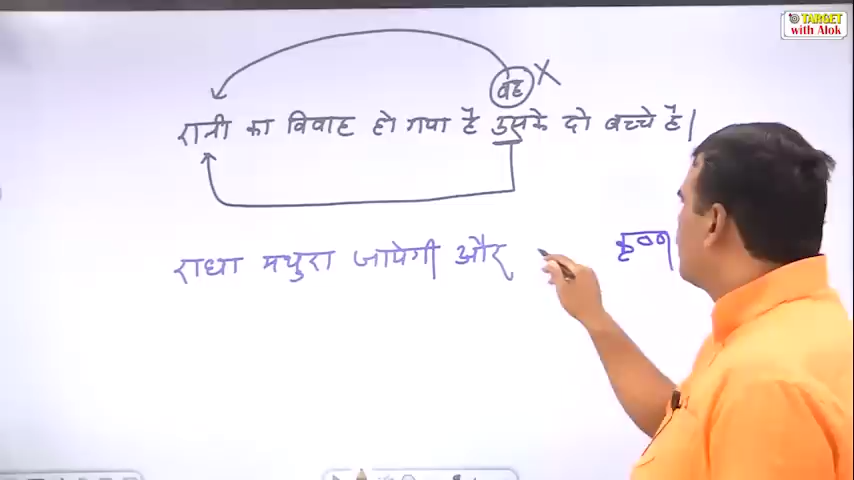 TARGET
with Alok
वह X
रानी का विवाह हो गया है उसके दो बच्चे है|
राधा मथुरा जायेगी और
कृष्ण